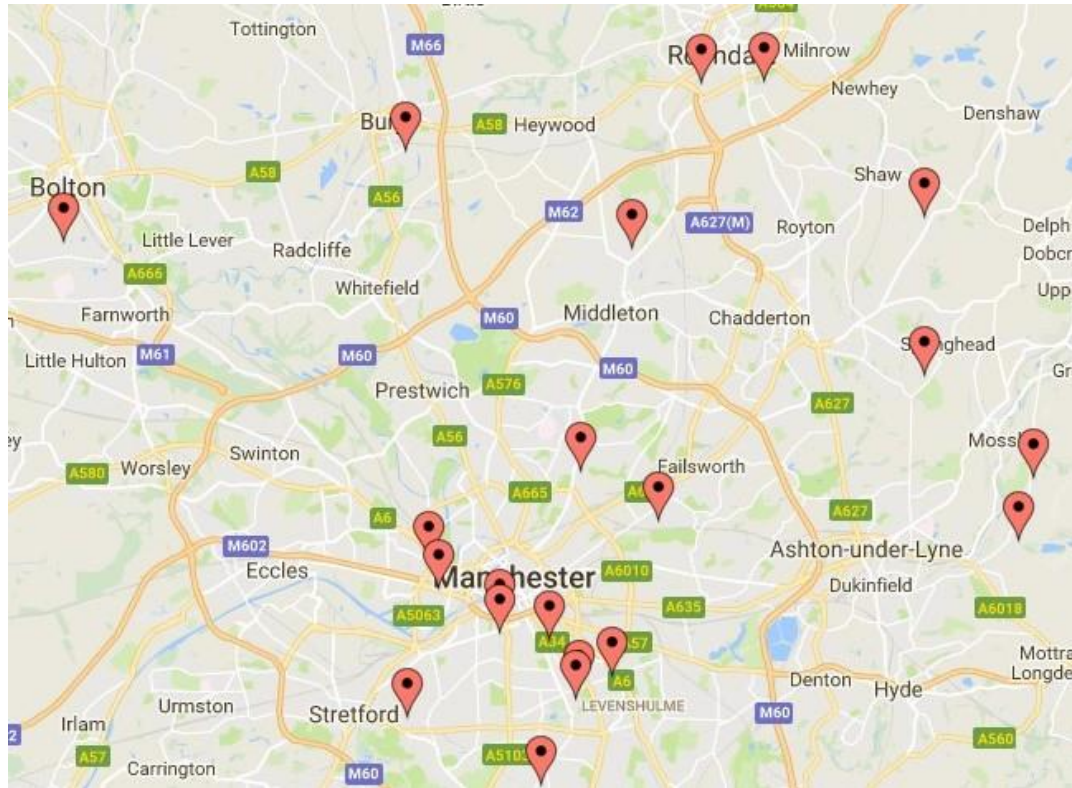 Tottington
M66
Milnrow
Newhey
Denshaw
A58
Heywood
Shaw
A58
Bolton
A56
M62
A627(M)
Royton
Delph
Little Lever
Radcliffe
A666
Whitefield
Farnworth
M60
Middleton
Chadderton
Little Hulton
M61
M60
M60
Prestwich
A576
A627
A56
Swinton
Worsley
A580
Failsworth
A665
A6
A627
M602
Eccles
Ashton-under-Lyne
A6010
Dukinfield
A5063
A635
A6018
A34
A57
A6
Denton
Hyde
LEVENSHULME
Urmston
Stretford
Irlam
M60
A560
A57
Carrington
M60